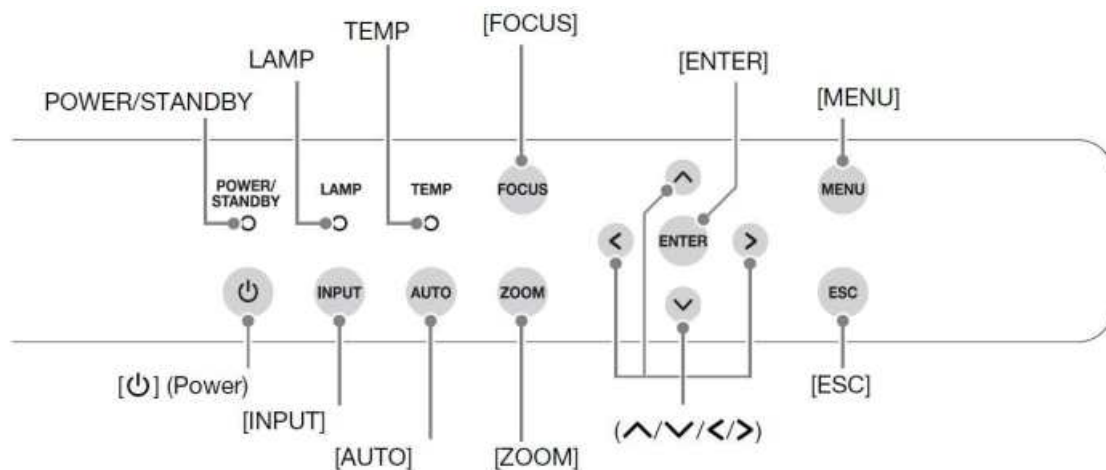 TEMP
[FOCUS]
LAMP
[ENTER]
POWER/STANDBY
[MENU]
POWER/
STANDBY
LAMP
TEMP
FOCUS
MENU
ENTER
INPUT
AUTO
ZOOM
ESC
[⏻] (Power)
[INPUT]
[AUTO]
[ZOOM]
(∧/∨/</>)
[ESC]